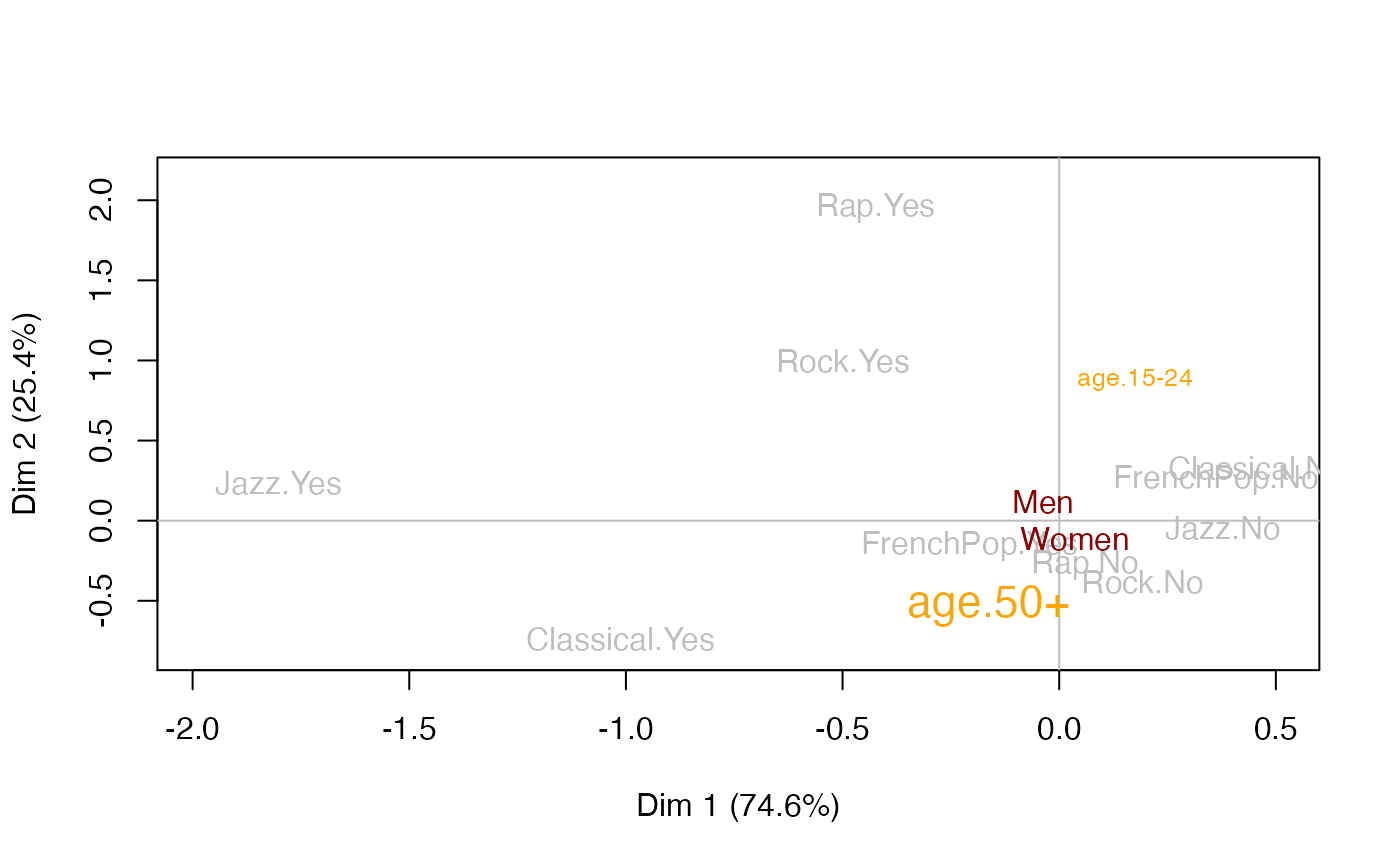 2.0
1.5
1.0
0.5
0.0
-0.5
Dim 2 (25.4%)
Rap.Yes
Rock.Yes
age.15-24
Classical.N
FrenchPop.No
Jazz.Yes
Men
Jazz.No
Women
FrenchPop.Yes
Rap.No
Rock.No
age.50+
Classical.Yes
-2.0 -1.5 -1.0 -0.5 0.0 0.5
Dim 1 (74.6%)